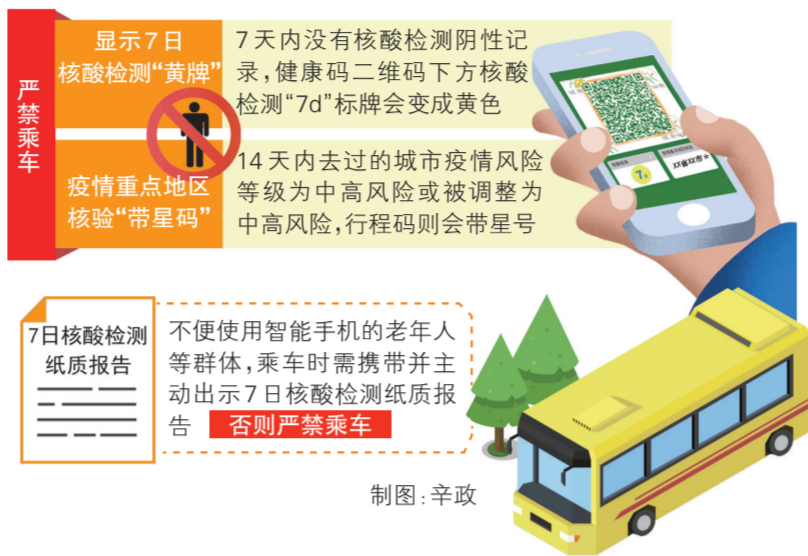 严禁乘车
显示7日
核酸检测“黄牌”
7天内没有核酸检测阴性记
录,健康码二维码下方核酸
检测“7d”标牌会变成黄色
疫情重点地区
核验“带星码”
14天内去过的城市疫情风险
等级为中高风险或被调整为
中高风险,行程码则会带星号
7d
XX省XX市*
7日核酸检测
纸质报告
不便使用智能手机的老年人
等群体,乘车时需携带并主
动出示7日核酸检测纸质报
告 否则严禁乘车
制图:辛政